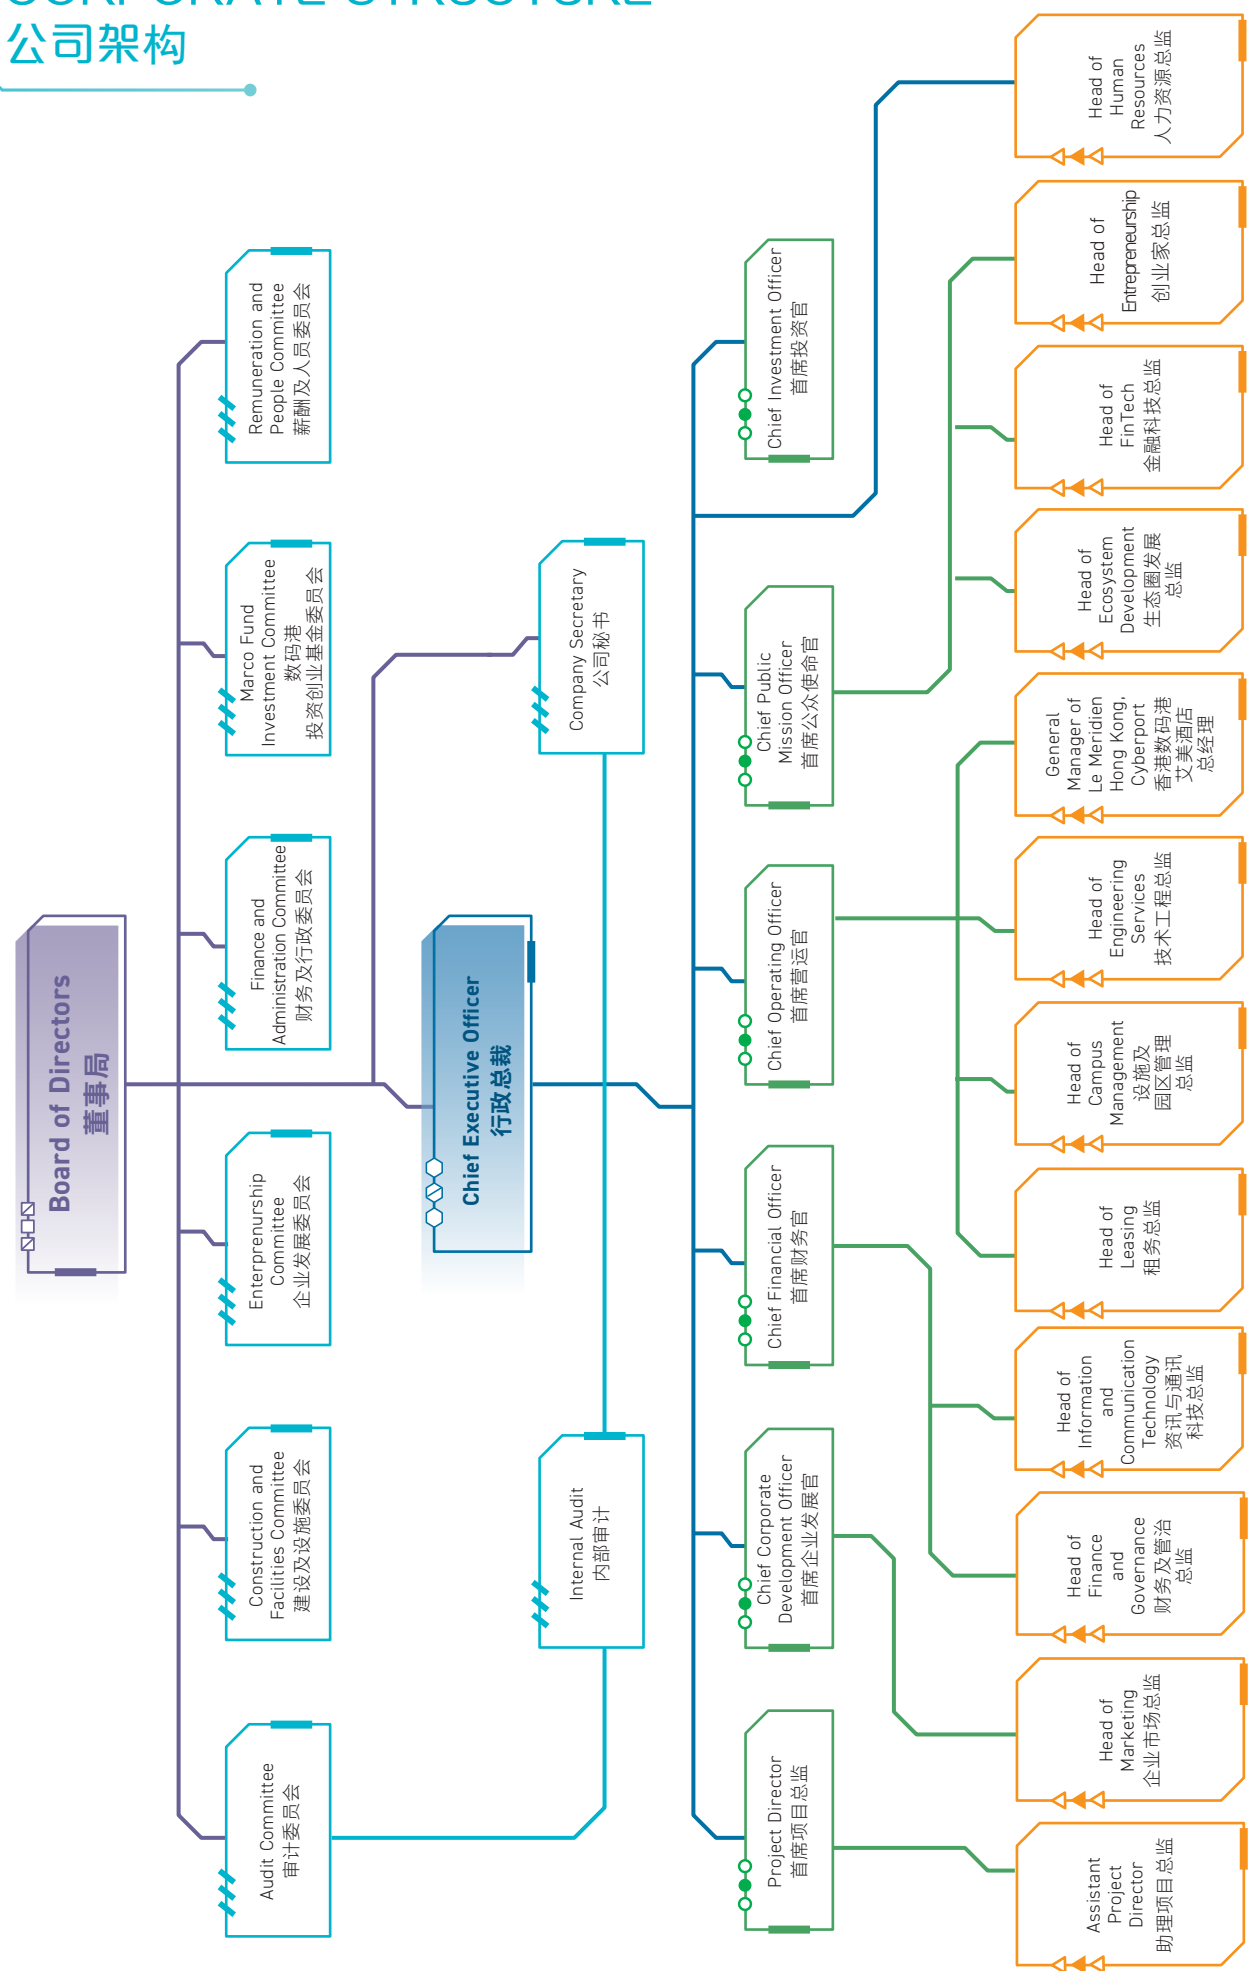 CORPORATE STRUCTURE
公司架构
Board of Directors
董事局
Audit Committee
审计委员会
Construction and
Facilities Committee
建设及设施委员会
Enterprenurship
Committee
企业发展委员会
Finance and
Administration Committee
财务及行政委员会
Marco Fund
Investment Committee
数码港
投资创业基金委员会
Remuneration and
People Committee
薪酬及人员委员会
Chief Executive Officer
行政总裁
Internal Audit
内部审计
Company Secretary
公司秘书
Project Director
首席项目总监
Chief Corporate
Development Officer
首席企业发展官
Chief Financial Officer
首席财务官
Chief Operating Officer
首席营运官
Chief Public
Mission Officer
首席公众使命官
Chief Investment Officer
首席投资官
Assistant
Project
Director
助理项目总监
Head of
Marketing
企业市场总监
Head of
Finance
and
Governance
财务及管治
总监
Head of
Information
and
Communication
Technology
资讯与通讯
科技总监
Head of
Leasing
租务总监
Head of
Campus
Management
设施及
园区管理
总监
Head of
Engineering
Services
技术工程总监
General
Manager of
Le Meridien
Hong Kong,
Cyberport
香港数码港
艾美酒店
总经理
Head of
Ecosystem
Development
生态圈发展
总监
Head of
FinTech
金融科技总监
Head of
Entrepreneurship
创业家总监
Head of
Human
Resources
人力资源总监